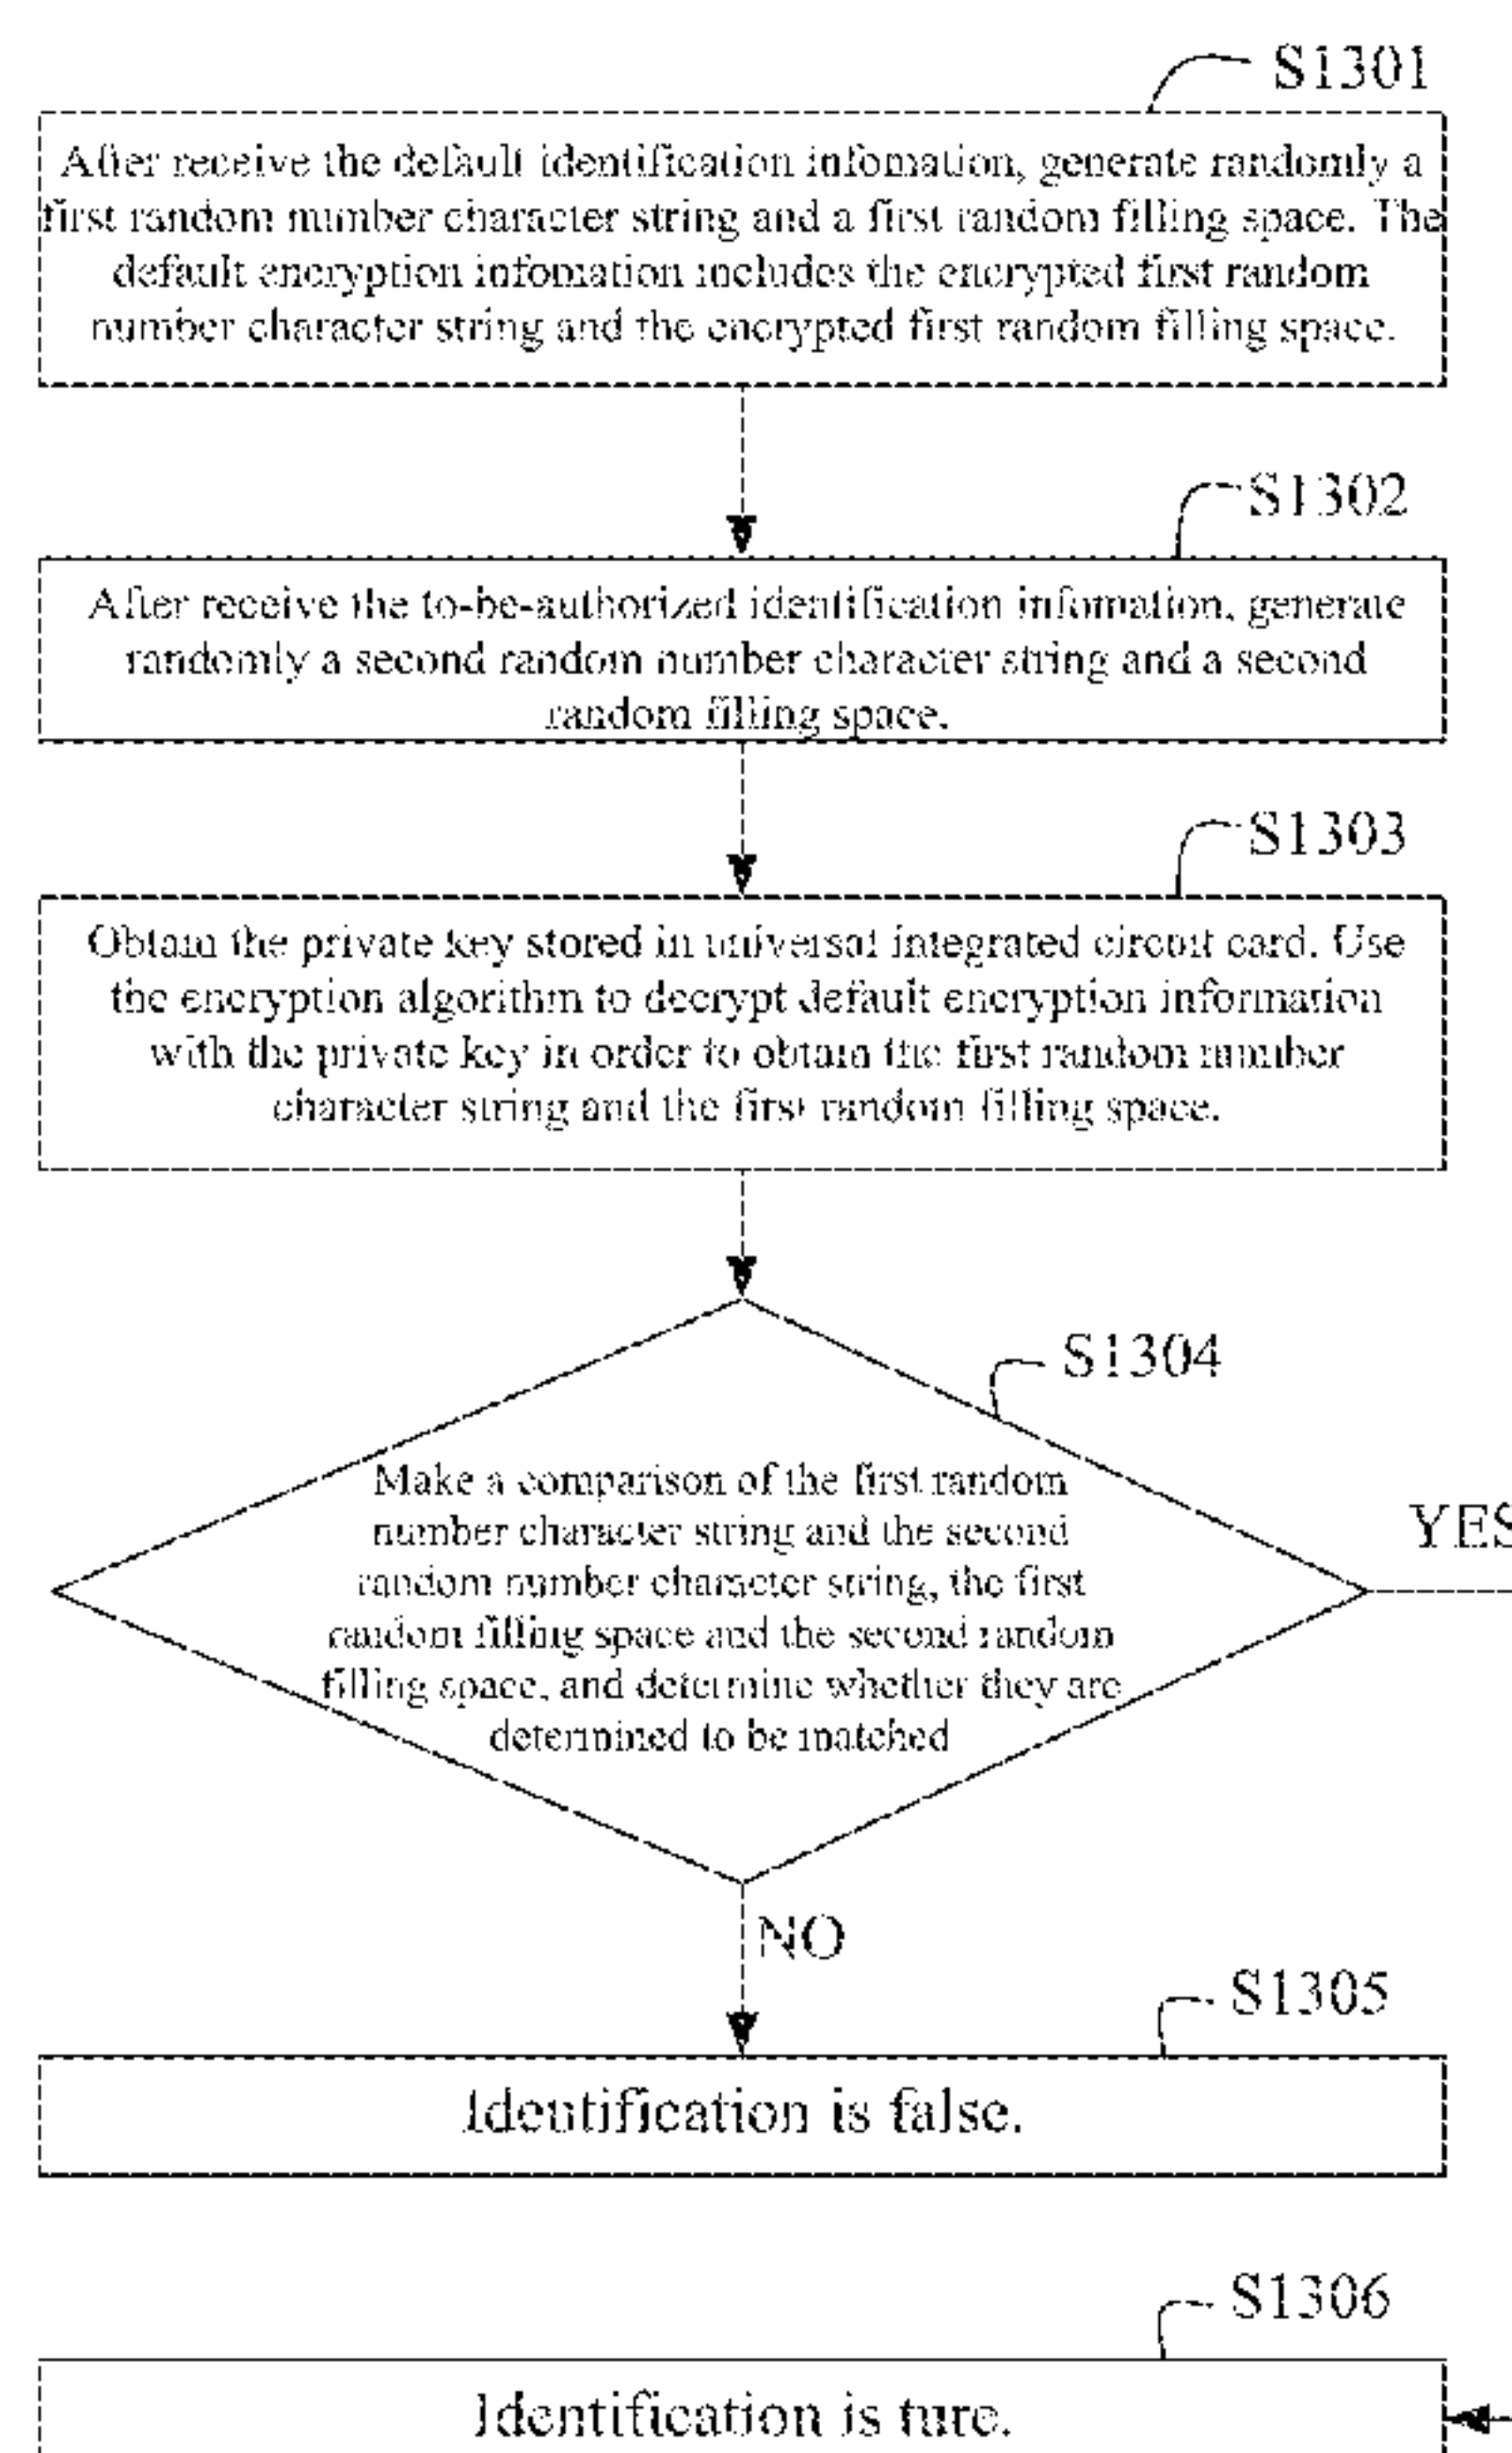 S1301
After receive the default identification infomation, generate randomly a
first random number character string and a first random filling space. The
default encryption infomation includes the encrypted first random
number character string and the encrypted first random filling space.
S1302
After receive the to-be-authorized identification infomation, generate
randomly a second random number character string and a second
random filling space.
S1303
Obtain the private key stored in universal integrated circuit card. Use
the encryption algorithm to decrypt default encryption information
with the private key in order to obtain the first random number
character string and the first random filling space.
S1304
Make a comparison of the first random
number character string and the second
random number character string, the first
random filling space and the second random
filling space, and determine whether they are
determined to be matched
YES
NO
S1305
Identification is false.
S1306
Identification is ture.